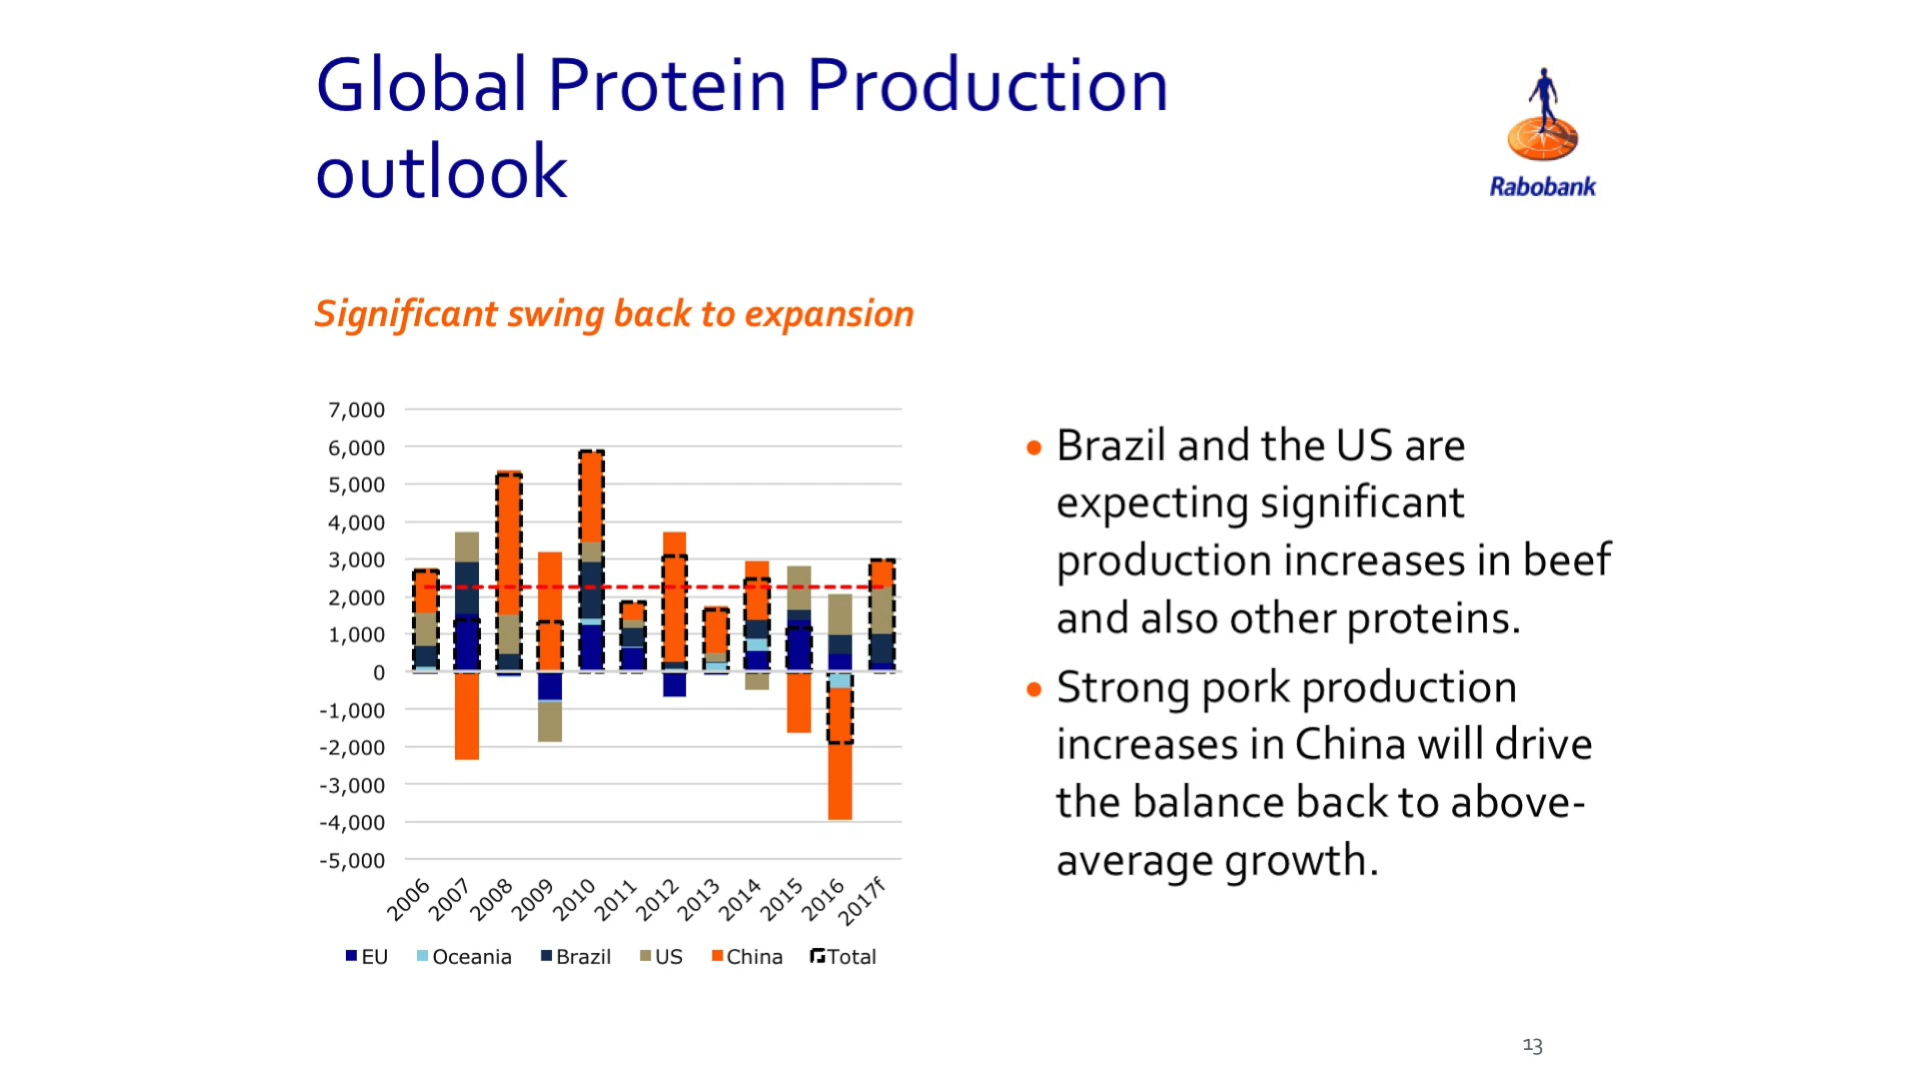 Global Protein Production
outlook
Rabobank
Significant swing back to expansion
7,000
6,000
5,000
4,000
3,000
2,000
1,000
0
-1,000
-2,000
-3,000
-4,000
-5,000
2006 2007 2008 2009 2010 2011 2012 2013 2014 2015 2016 2017f
EU Oceania Brazil US China Total
• Brazil and the US are
expecting significant
production increases in beef
and also other proteins.
• Strong pork production
increases in China will drive
the balance back to above-
average growth.
13